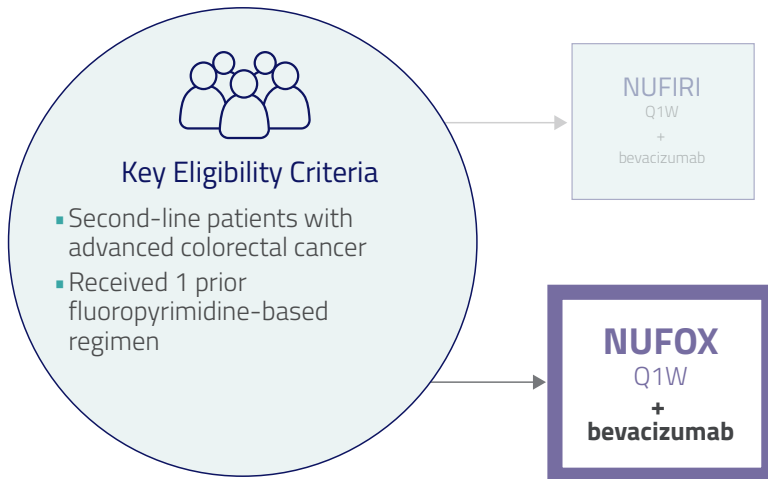 Key Eligibility Criteria
▪ Second-line patients with
advanced colorectal cancer
▪ Received 1 prior
fluoropyrimidine-based
regimen
NUFIRI
Q1W
+
bevacizumab
NUFOX
Q1W
+
bevacizumab